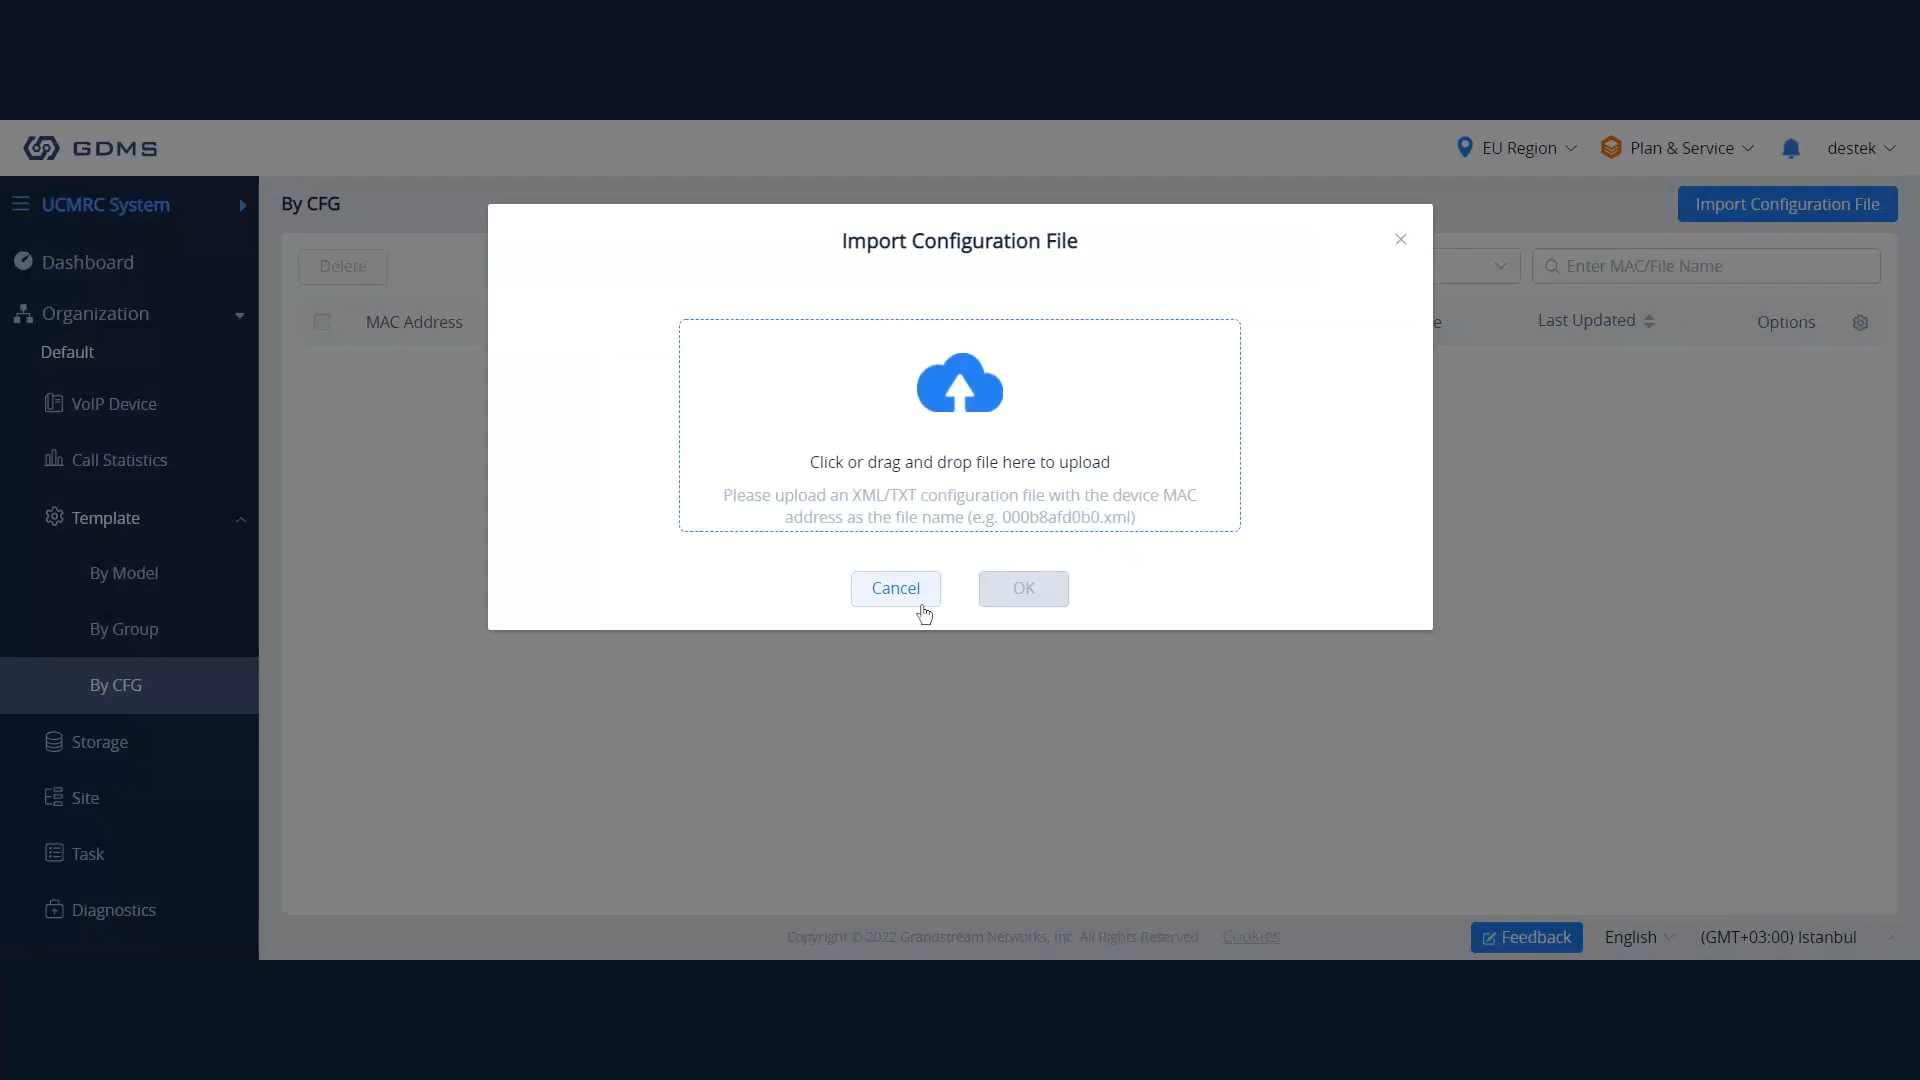 GDMS
EU Region
Plan & Service
destek
UCMRC System
By CFG
Import Configuration File
Dashboard
Organization
Default
VoIP Device
Call Statistics
Template
By Model
By Group
By CFG
Storage
Site
Task
Diagnostics
Delete
Enter MAC/File Name
MAC Address
e
Last Updated
Options
Import Configuration File
Click or drag and drop file here to upload
Please upload an XML/TXT configuration file with the device MAC
address as the file name (e.g. 000b8afd0b0.xml)
Cancel
OK
Copyright © 2022 Grandstream Networks, Inc. All Rights Reserved
Cookies
Feedback
English
(GMT+03:00) Istanbul